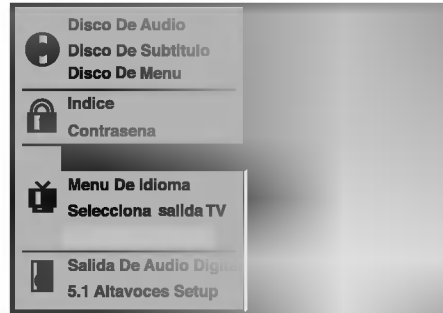 Disco De Audio
Disco De Subtitulo
Disco De Menu
Indice
Contrasena
Menu De Idioma
Selecciona salida TV
Salida De Audio Digital
5.1 Altavoces Setup